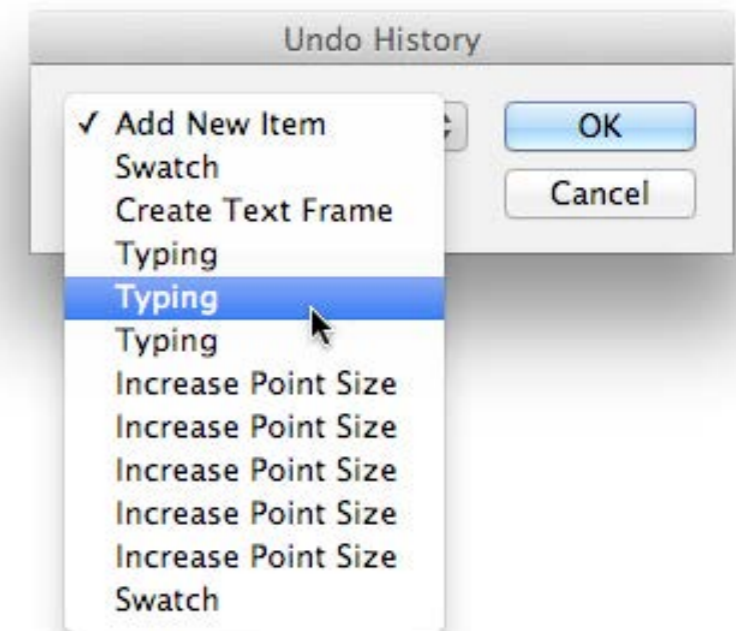 Undo History
✓ Add New Item
OK
Swatch
Cancel
Create Text Frame
Typing
Typing
Typing
Increase Point Size
Increase Point Size
Increase Point Size
Increase Point Size
Increase Point Size
Swatch